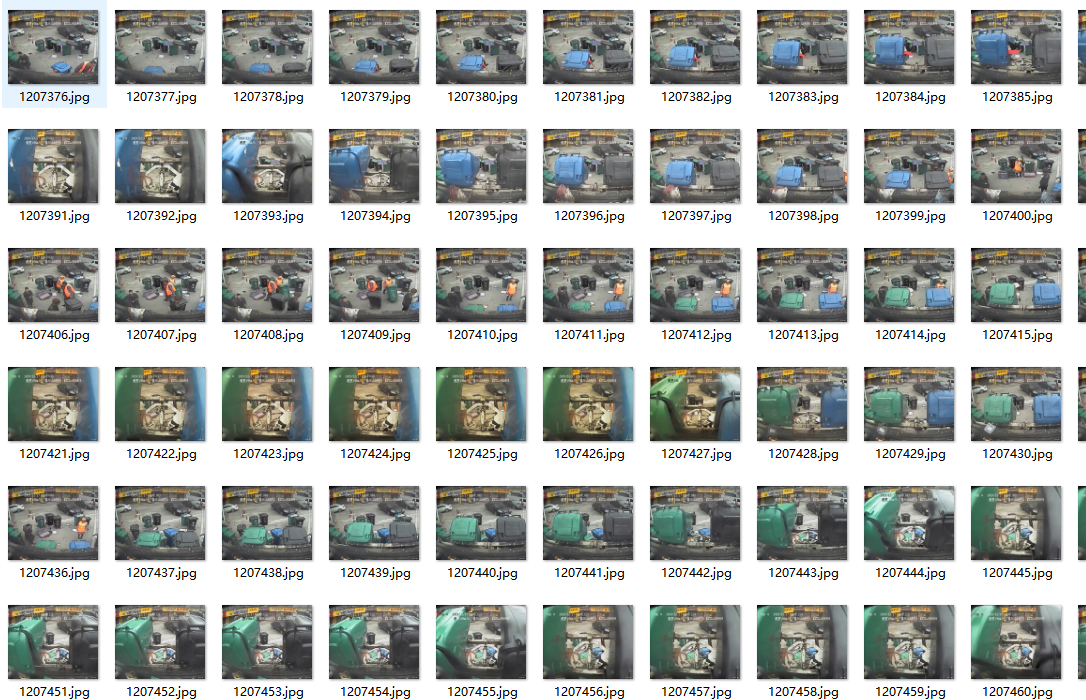 1207376.jpg 1207377.jpg 1207378.jpg 1207379.jpg 1207380.jpg 1207381.jpg 1207382.jpg 1207383.jpg 1207384.jpg 1207385.jpg
1207391.jpg 1207392.jpg 1207393.jpg 1207394.jpg 1207395.jpg 1207396.jpg 1207397.jpg 1207398.jpg 1207399.jpg 1207400.jpg
1207406.jpg 1207407.jpg 1207408.jpg 1207409.jpg 1207410.jpg 1207411.jpg 1207412.jpg 1207413.jpg 1207414.jpg 1207415.jpg
1207421.jpg 1207422.jpg 1207423.jpg 1207424.jpg 1207425.jpg 1207426.jpg 1207427.jpg 1207428.jpg 1207429.jpg 1207430.jpg
1207436.jpg 1207437.jpg 1207438.jpg 1207439.jpg 1207440.jpg 1207441.jpg 1207442.jpg 1207443.jpg 1207444.jpg 1207445.jpg
1207451.jpg 1207452.jpg 1207453.jpg 1207454.jpg 1207455.jpg 1207456.jpg 1207457.jpg 1207458.jpg 1207459.jpg 1207460.jpg